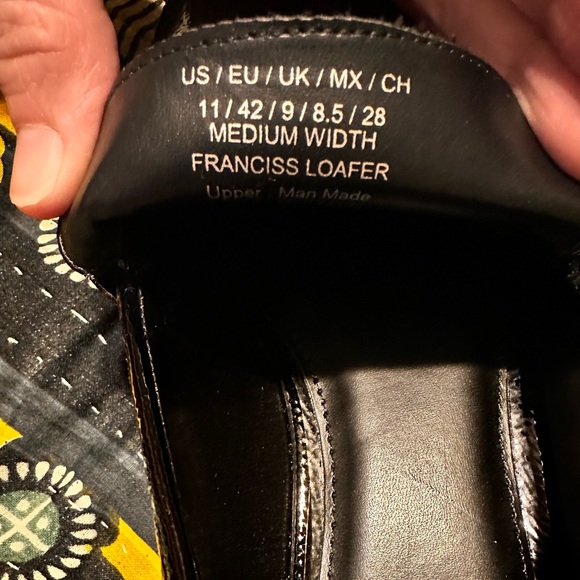 US / EU / UK / MX / CH
11 / 42 / 9 / 8.5 / 28
MEDIUM WIDTH
FRANCISS LOAFER
Upper : Man Made